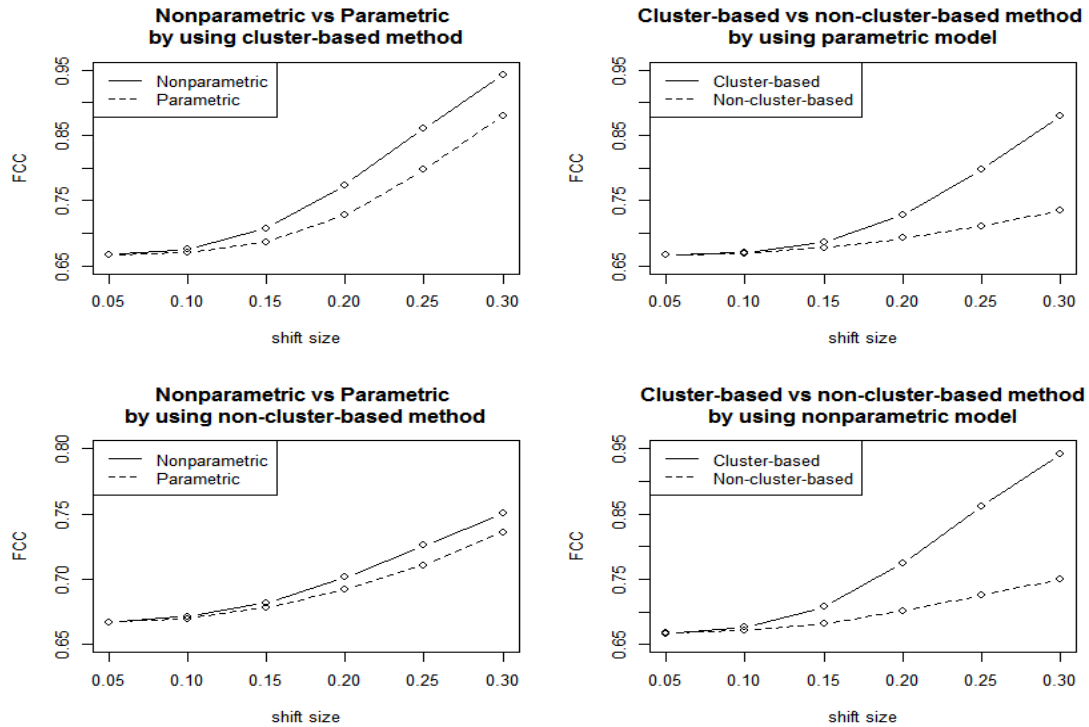 Nonparametric vs Parametric
by using cluster-based method
Nonparametric
Parametric
FCC
0.65
0.75
0.85
0.95
0.05
0.10
0.15
0.20
0.25
0.30
shift size
Cluster-based vs non-cluster-based method
by using parametric model
Cluster-based
Non-cluster-based
FCC
0.65
0.75
0.85
0.95
0.05
0.10
0.15
0.20
0.25
0.30
shift size
Nonparametric vs Parametric
by using non-cluster-based method
Nonparametric
Parametric
FCC
0.65
0.70
0.75
0.80
0.05
0.10
0.15
0.20
0.25
0.30
shift size
Cluster-based vs non-cluster-based method
by using nonparametric model
Cluster-based
Non-cluster-based
FCC
0.65
0.75
0.85
0.95
0.05
0.10
0.15
0.20
0.25
0.30
shift size